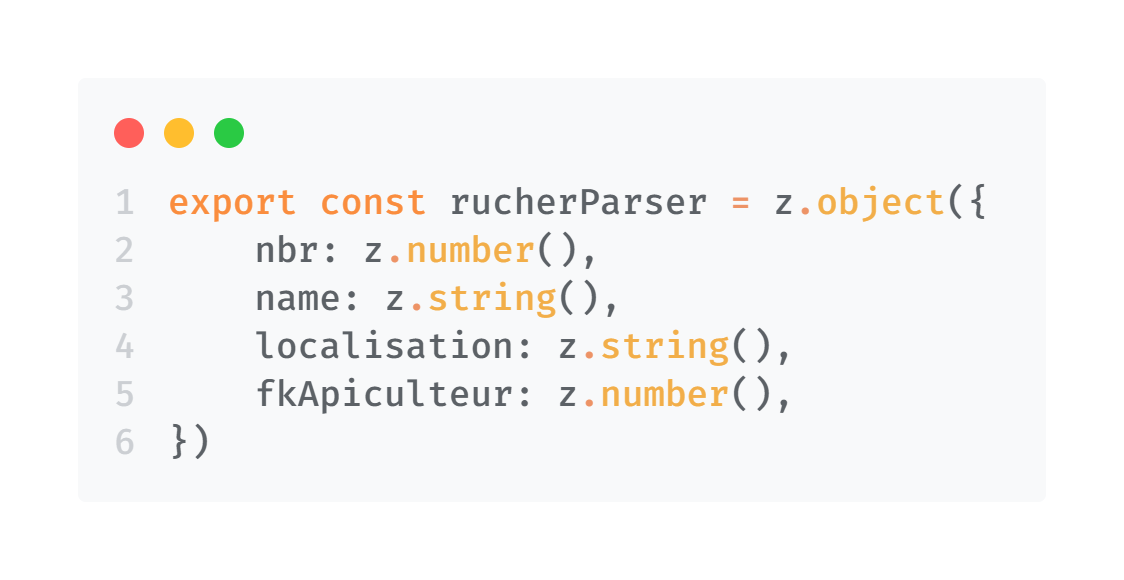 1 export const rucherParser = z.object({
2     nbr: z.number(),
3     name: z.string(),
4     localisation: z.string(),
5     fkApiculteur: z.number(),
6 })